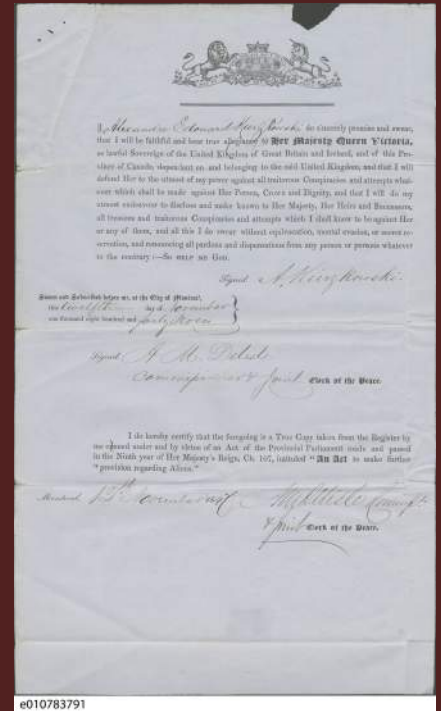 I, Alexandre Edouard Kierzkowski do sincerely promise and swear,
that I will be faithful and bear true allegiance to Her Majesty Queen Victoria,
as lawful Sovereign of the United Kingdom of Great Britain and Ireland, and of this Pro-
vince of Canada, dependent on and belonging to the said United Kingdom, and that I will
defend Her to the utmost of my power against all traitorous Conspiracies and attempts what-
ever which shall be made against Her Person, Crown and Dignity, and that I will do my
utmost endeavor to disclose and make known to Her Majesty, Her Heirs and Successors,
all treasons and traitorous Conspiracies and attempts which I shall know to be against Her
or any of them, and all this I do swear without equivocation, mental evasion, or secret re-
servation, and renouncing all pardons and dispensations from any person or persons whatever
to the contrary:—So HELP ME GOD.
Signed A. Kierzkowski.
Sworn and Subscribed before me, at the City of Montreal,
this twelfth day of November
one thousand eight hundred and forty seven
Signed A M. Delisle
Commissioner & Joint Clerk of the Peace.
I do hereby certify that the foregoing is a True Copy taken from the Register by
me opened under and by virtue of an Act of the Provincial Parliament made and passed
in the Ninth year of Her Majesty's Reign, Ch. 107, intituled "An Act to make further
"provision regarding Aliens."
Montreal November
Delisle
& Joint Clerk of the Peace.
e010783791